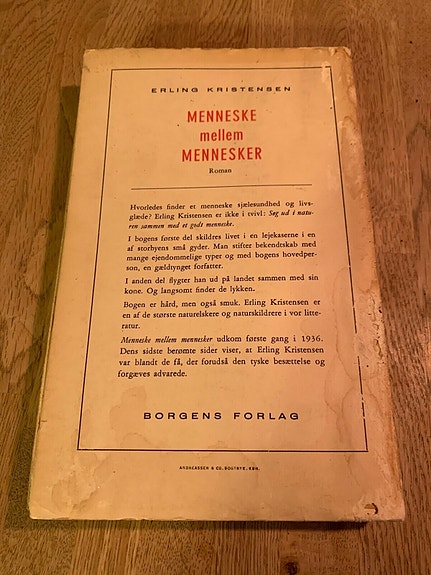 ERLING KRISTENSEN
MENNESKE
mellem
MENNESKER
Roman
Hvorledes finder et menneske sjælesundhed og livs-
glæde? Erling Kristensen er ikke i tvivl: Søg ud i natu-
ren sammen med et godt menneske.
I bogens første del skildres livet i en lejekaserne i en
af storbyens små gyder. Man stifter bekendtskab med
mange ejendommelige typer og med bogens hovedper-
son, en gældtynget forfatter.
I anden del flygter han ud på landet sammen med sin
kone. Og langsomt finder de lykken.
Bogen er hård, men også smuk. Erling Kristensen er
en af de største naturelskere og naturskildrere i vor litte-
ratur.
Menneske mellem mennesker udkom første gang i 1936.
Dens sidste berømte sider viser, at Erling Kristensen
var blandt de få, der forudså den tyske besættelse og
forgæves advarede.
BORGENS FORLAG
ANDREASSEN & CO. BOGTRYK, KBH.